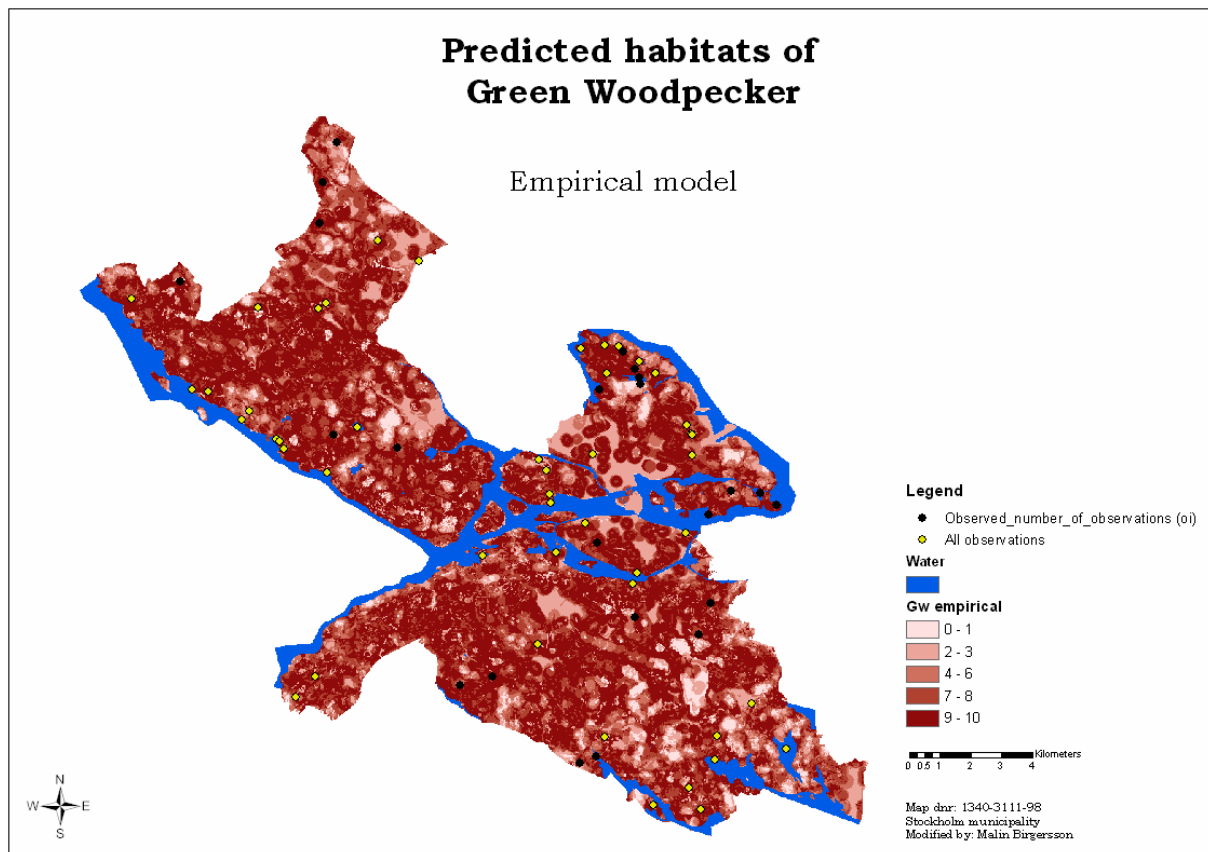 Predicted habitats of
Green Woodpecker
Empirical model
Legend
Observed_number_of_observations (oi)
All observations
Water
Gw empirical
0 - 1
2 - 3
4 - 6
7 - 8
9 - 10
Kilometers
0 0.5 1 2 3 4
N
W E
S
Map dnr: 1340-3111-98
Stockholm municipality
Modified by: Malin Birgersson